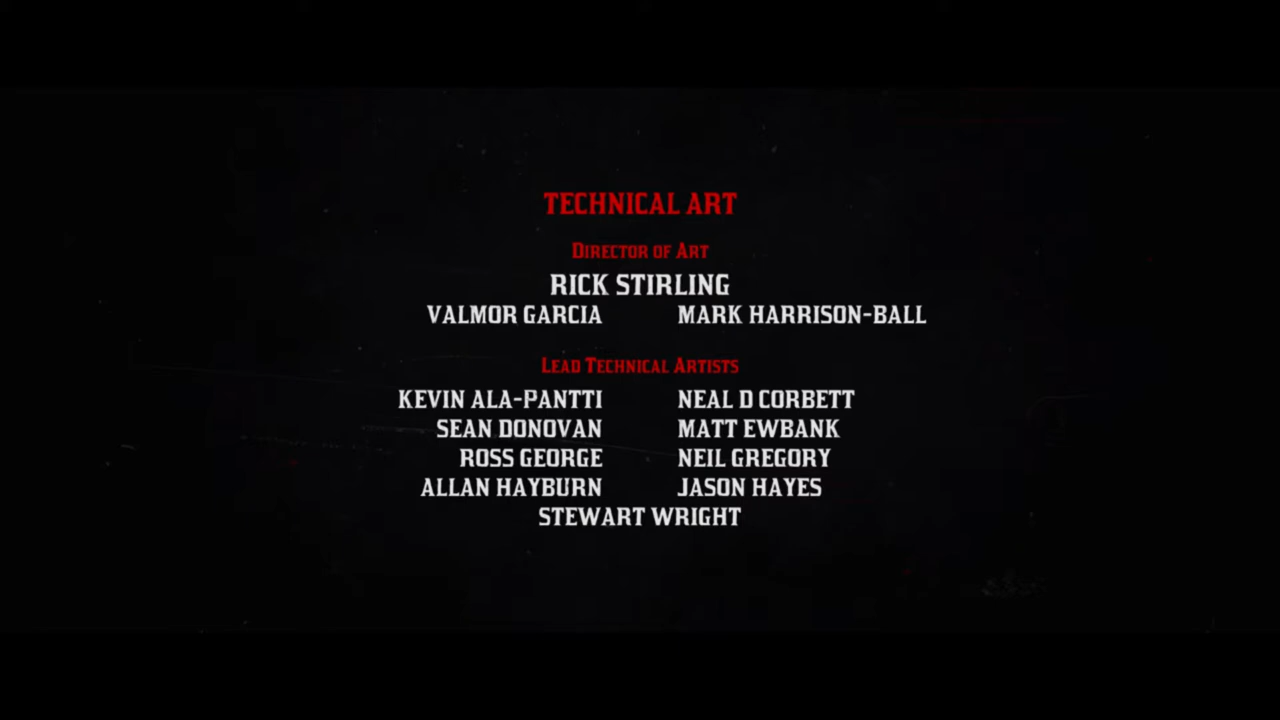 TECHNICAL ART
DIRECTOR OF ART
RICK STIRLING
VALMOR GARCIA MARK HARRISON-BALL
LEAD TECHNICAL ARTISTS
KEVIN ALA-PANTTI NEAL D CORBETT
SEAN DONOVAN MATT EWBANK
ROSS GEORGE NEIL GREGORY
ALLAN HAYBURN JASON HAYES
STEWART WRIGHT